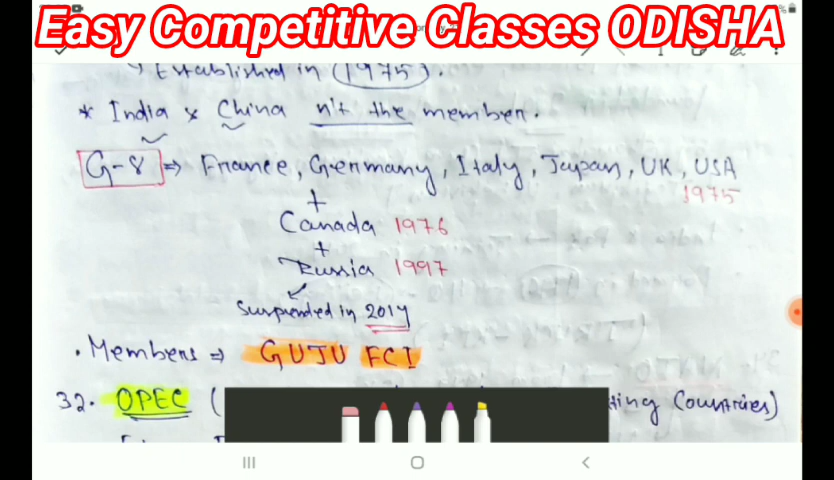 Easy Competitive Classes ODISHA
Established in (1975).
* India & China n't the member.
G-8 ⇒ France, Germany, Italy, Japan, UK, USA
1975
+
Canada 1976
+
Russia 1997
Suspended in 2014
• Members ⇒ GUJU FCI
32. OPEC ( ting Countries)